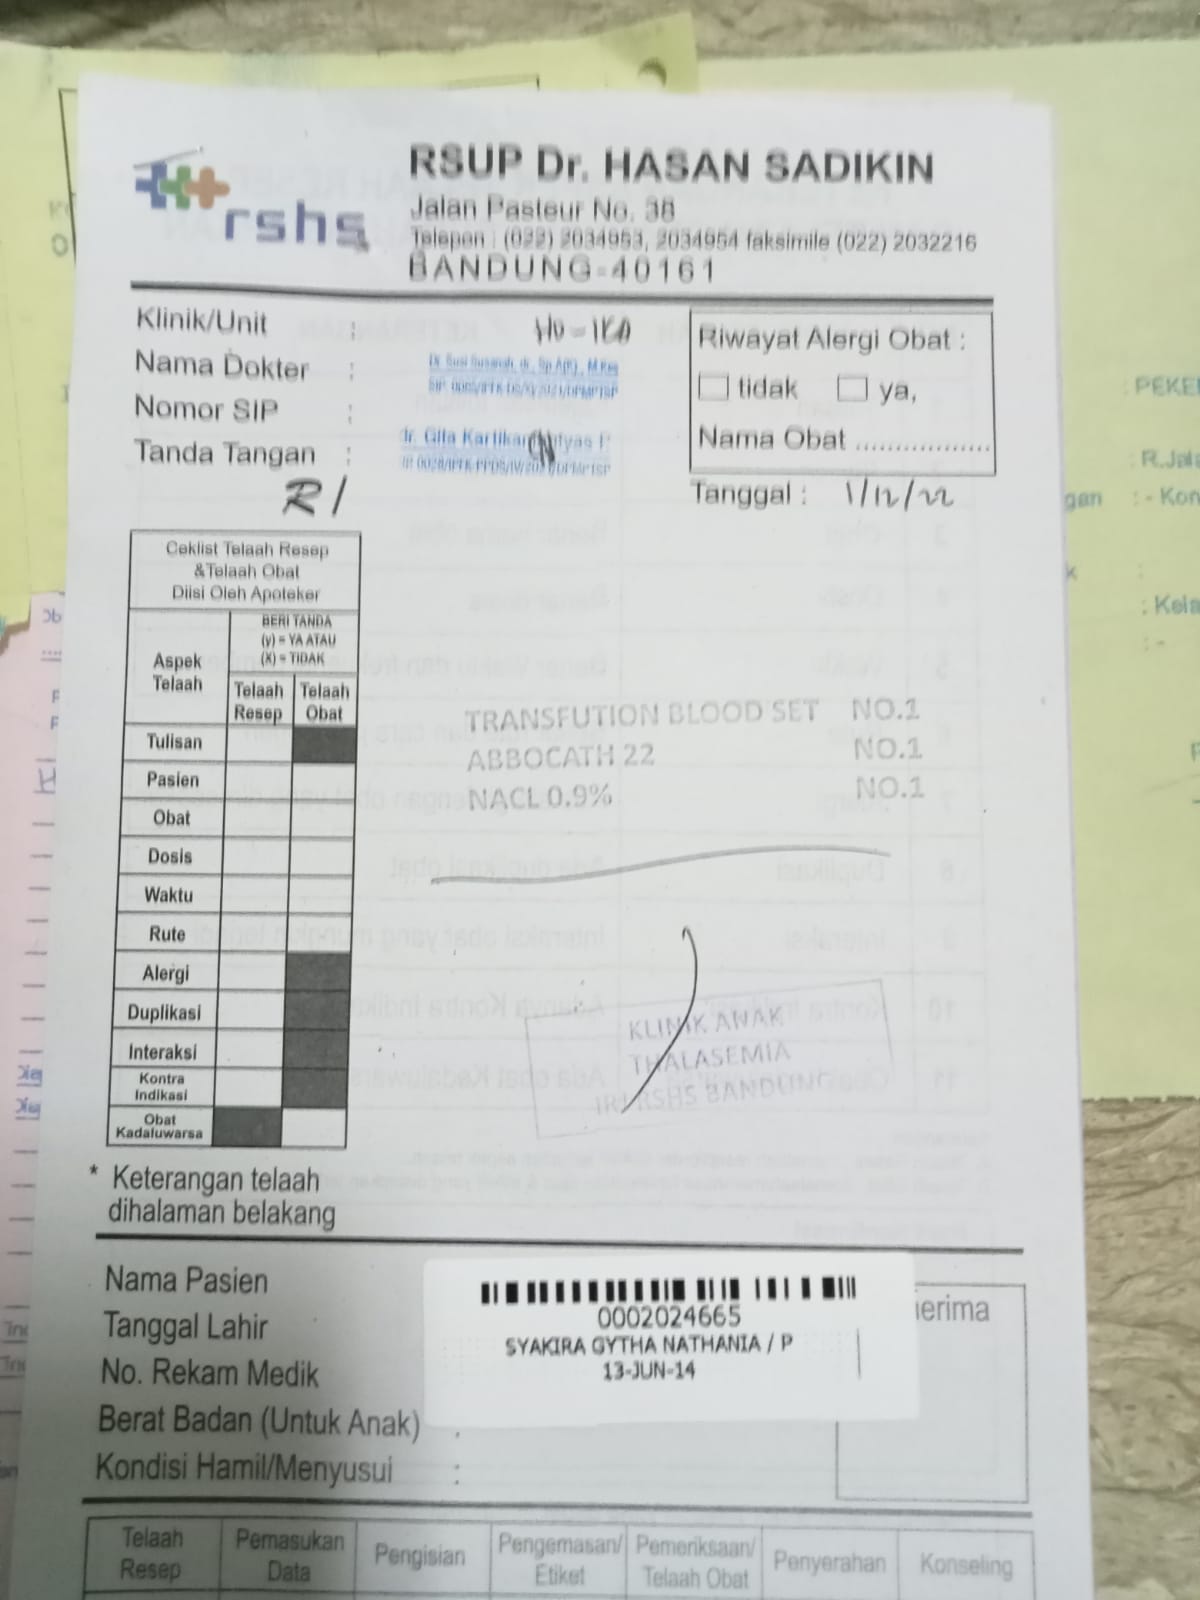 rshs
RSUP Dr. HASAN SADIKIN
Jalan Pasteur No. 38
Telepon : (022) 2034953, 2034954 faksimile (022) 2032216
BANDUNG-40161
Klinik/Unit :
Nama Dokter :
Nomor SIP :
Tanda Tangan :
Riwayat Alergi Obat :
tidak ya,
Nama Obat ..................
Tanggal : 1/12/22
R/
Ceklist Telaah Resep
&Telaah Obat
Diisi Oleh Apoteker
Aspek
Telaah
BERI TANDA
(v) = YA ATAU
(X) = TIDAK
Telaah
Resep
Telaah
Obat
Tulisan
Pasien
Obat
Dosis
Waktu
Rute
Alergi
Duplikasi
Interaksi
Kontra
Indikasi
Obat
Kadaluwarsa
TRANSFUTION BLOOD SET NO.1
ABBOCATH 22 NO.1
NACL 0.9% NO.1
KLINIK ANAK
THALASEMIA
RSHS BANDUNG
* Keterangan telaah
dihalaman belakang
Nama Pasien
Tanggal Lahir
No. Rekam Medik
Berat Badan (Untuk Anak) :
Kondisi Hamil/Menyusui :
0002024665
SYAKIRA GYTHA NATHANIA / P
13-JUN-14
erima
Telaah
Resep
Pemasukan
Data
Pengisian
Pengemasan/
Etiket
Pemeriksaan/
Telaah Obat
Penyerahan
Konseling
: PEKER
: R.Jala
gan : - Kon
: Kela